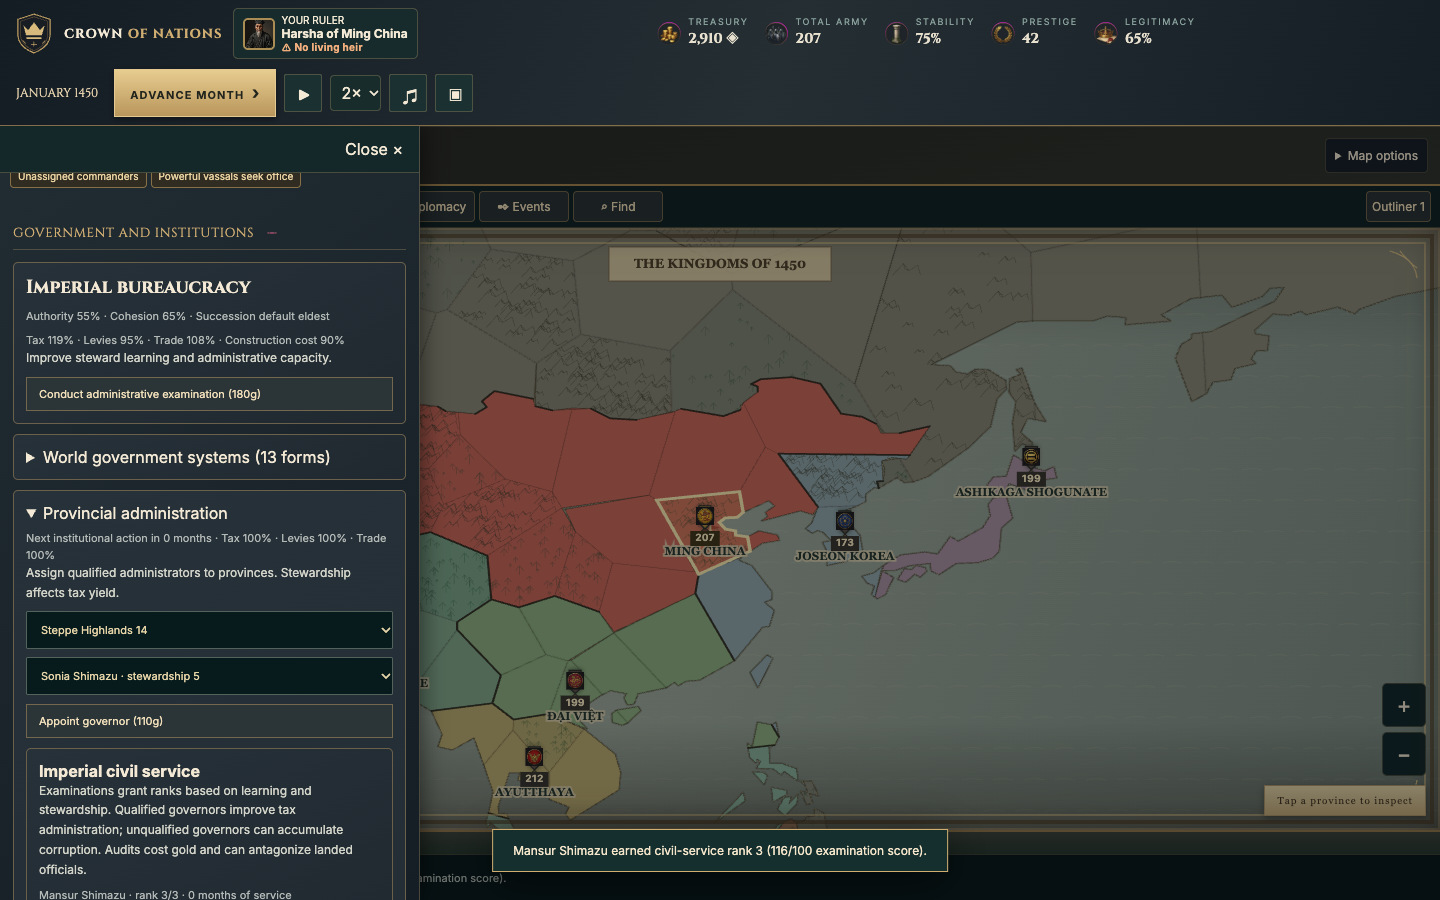 CROWN OF NATIONS
YOUR RULER
Harsha of Ming China
⚠ No living heir
TREASURY
2,910 ◈
TOTAL ARMY
207
STABILITY
75%
PRESTIGE
42
LEGITIMACY
65%
JANUARY 1450
ADVANCE MONTH ›
2×
Close ×
Map options
Unassigned commanders
Powerful vassals seek office
plomacy
Events
Find
Outliner 1
GOVERNMENT AND INSTITUTIONS
IMPERIAL BUREAUCRACY
Authority 55% · Cohesion 65% · Succession default eldest
Tax 119% · Levies 95% · Trade 108% · Construction cost 90%
Improve steward learning and administrative capacity.
Conduct administrative examination (180g)
World government systems (13 forms)
Provincial administration
Next institutional action in 0 months · Tax 100% · Levies 100% · Trade
100%
Assign qualified administrators to provinces. Stewardship
affects tax yield.
Steppe Highlands 14
Sonia Shimazu · stewardship 5
Appoint governor (110g)
Imperial civil service
Examinations grant ranks based on learning and
stewardship. Qualified governors improve tax
administration; unqualified governors can accumulate
corruption. Audits cost gold and can antagonize landed
officials.
Mansur Shimazu · rank 3/3 · 0 months of service
THE KINGDOMS OF 1450
199
ASHIKAGA SHOGUNATE
207
MING CHINA
173
JOSEON KOREA
E
199
ĐẠI VIỆT
212
AYUTTHAYA
+
−
Tap a province to inspect
Mansur Shimazu earned civil-service rank 3 (116/100 examination score).
amination score).